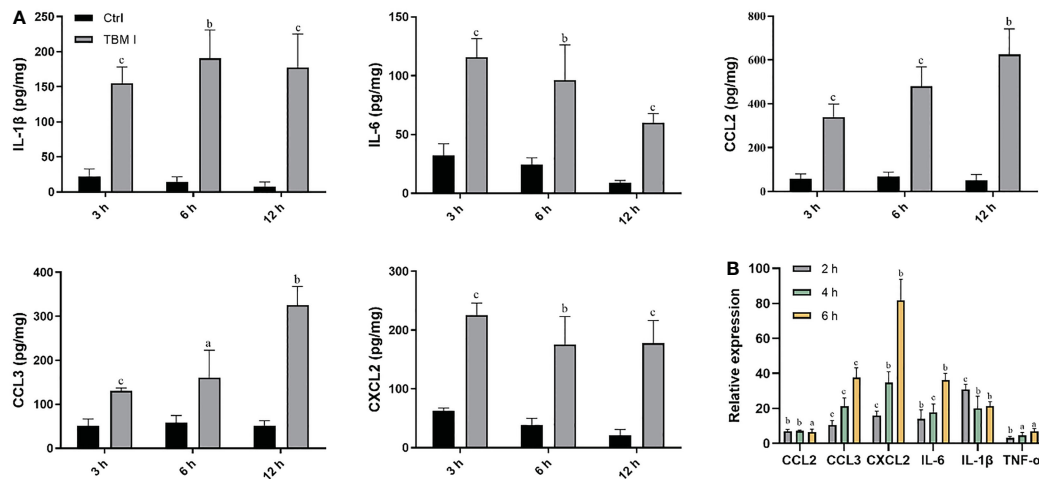 A
Ctrl
TBM I
IL-1β (pg/mg)
250
200
150
100
50
0
c
b
c
3 h
6 h
12 h
IL-6 (pg/mg)
150
100
50
0
c
b
c
3 h
6 h
12 h
CCL2 (pg/mg)
800
600
400
200
0
c
c
b
3 h
6 h
12 h
CCL3 (pg/mg)
400
300
200
100
0
c
a
b
3 h
6 h
12 h
CXCL2 (pg/mg)
300
200
100
0
c
b
c
3 h
6 h
12 h
B
2 h
4 h
6 h
Relative expression
100
80
60
40
20
0
b b a
c c c
c b b
b c b
c b b
b a a
CCL2 CCL3 CXCL2 IL-6 IL-1β TNF-α